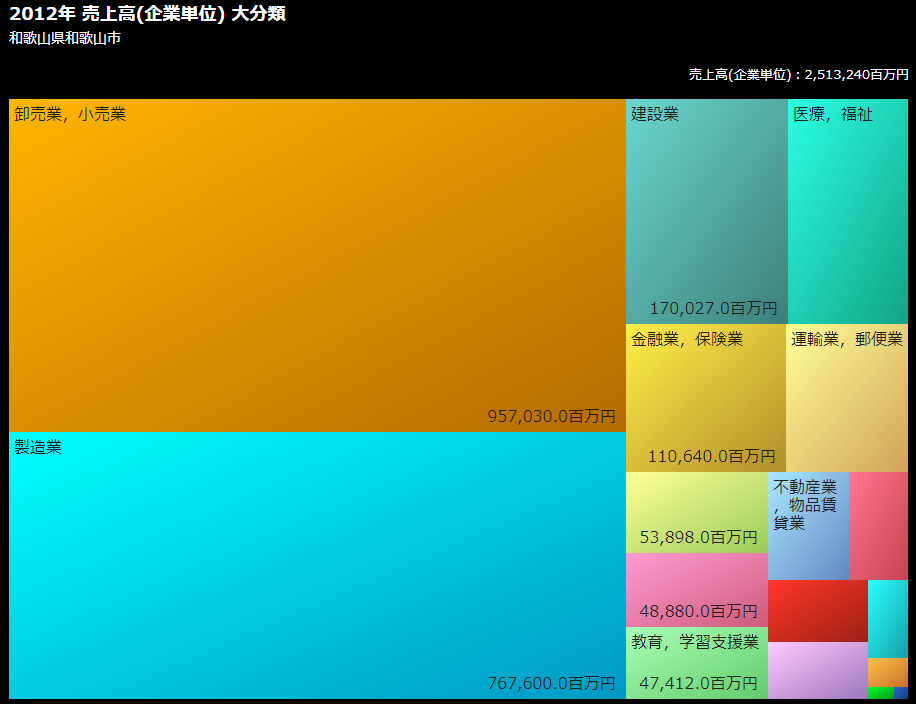 2012年 売上高(企業単位) 大分類
和歌山県和歌山市
売上高(企業単位) : 2,513,240百万円
卸売業，小売業
957,030.0百万円
製造業
767,600.0百万円
建設業
170,027.0百万円
医療，福祉
金融業，保険業
110,640.0百万円
運輸業，郵便業
53,898.0百万円
48,880.0百万円
教育，学習支援業
47,412.0百万円
不動産業
，物品賃
貸業